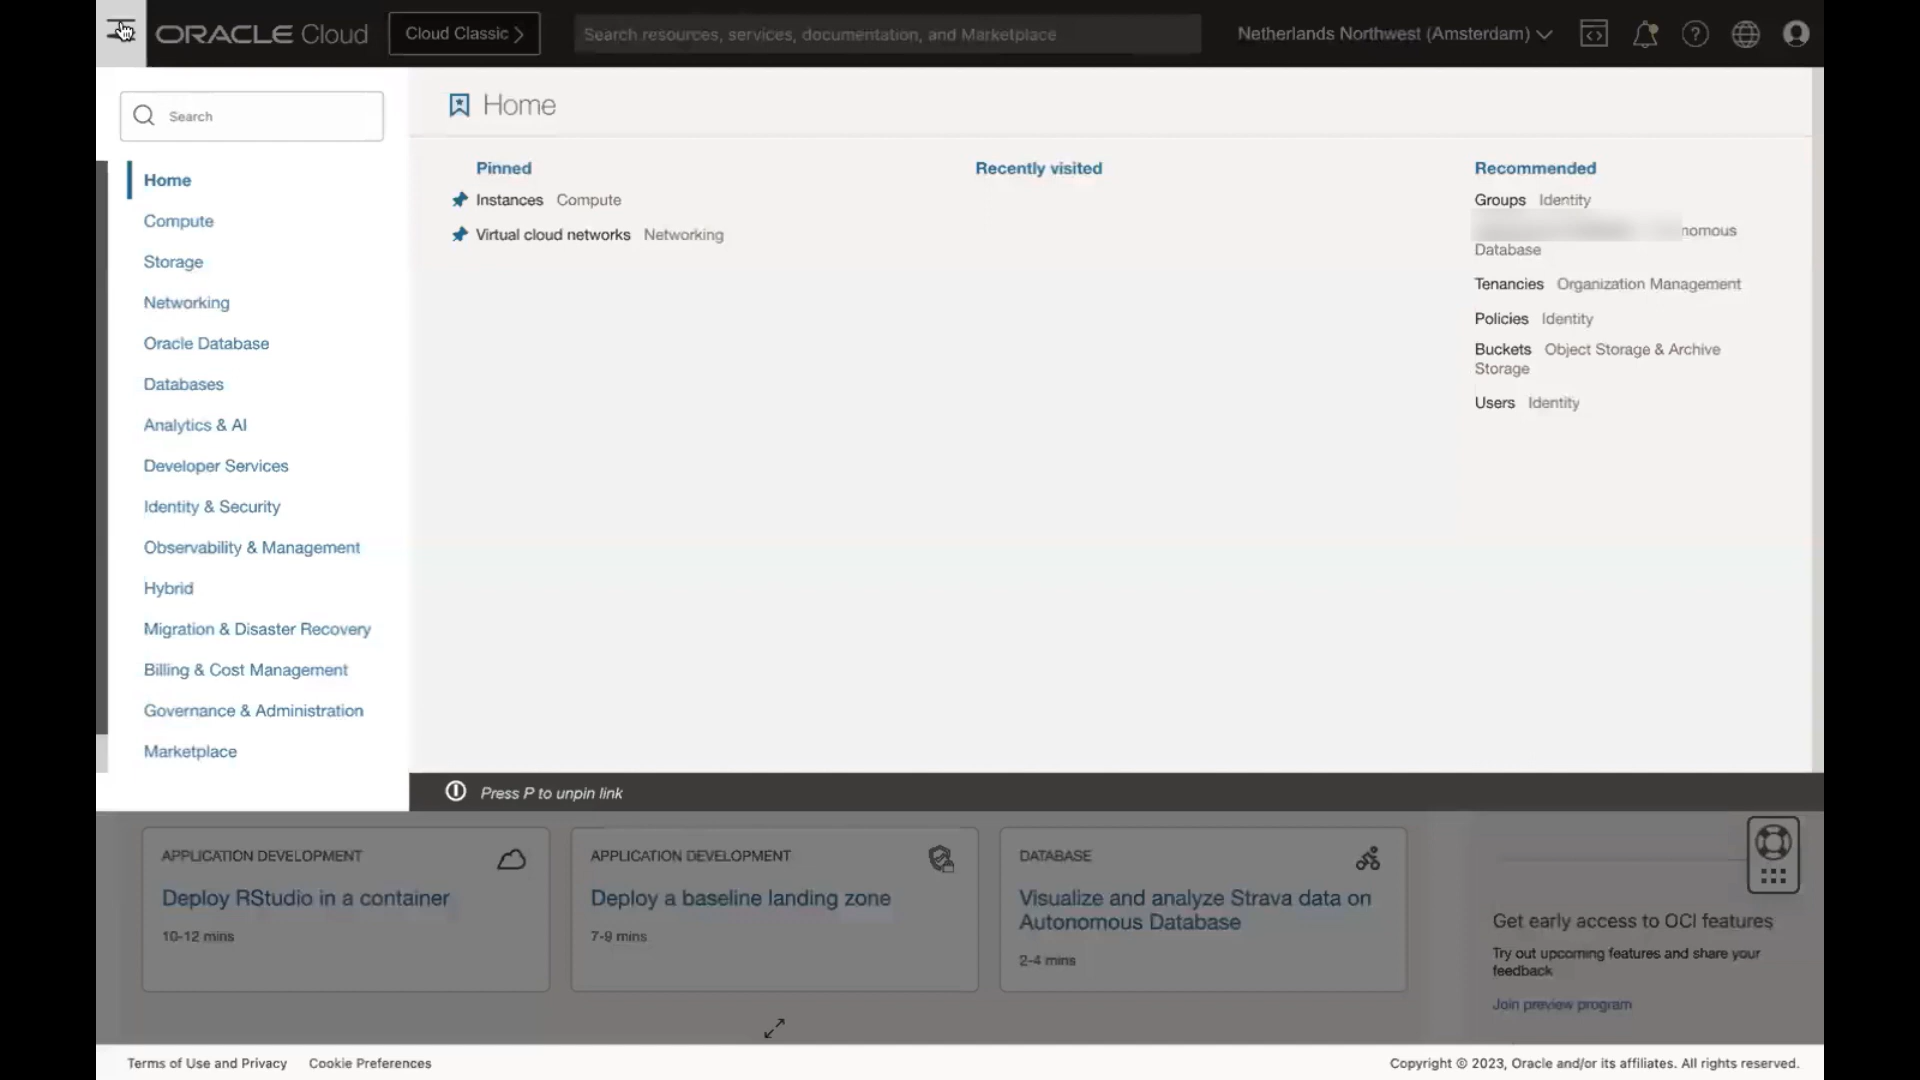 ORACLE Cloud
Cloud Classic
Search resources, services, documentation, and Marketplace
Netherlands Northwest (Amsterdam)
Search
Home
Compute
Storage
Networking
Oracle Database
Databases
Analytics & AI
Developer Services
Identity & Security
Observability & Management
Hybrid
Migration & Disaster Recovery
Billing & Cost Management
Governance & Administration
Marketplace
Home
Pinned
Instances Compute
Virtual cloud networks Networking
Recently visited
Recommended
Groups Identity
nomous
Database
Tenancies Organization Management
Policies Identity
Buckets Object Storage & Archive
Storage
Users Identity
Press P to unpin link
APPLICATION DEVELOPMENT
Deploy RStudio in a container
10-12 mins
APPLICATION DEVELOPMENT
Deploy a baseline landing zone
7-9 mins
DATABASE
Visualize and analyze Strava data on
Autonomous Database
2-4 mins
Get early access to OCI features
Try out upcoming features and share your
feedback
Join preview program
Terms of Use and Privacy Cookie Preferences
Copyright © 2023, Oracle and/or its affiliates. All rights reserved.